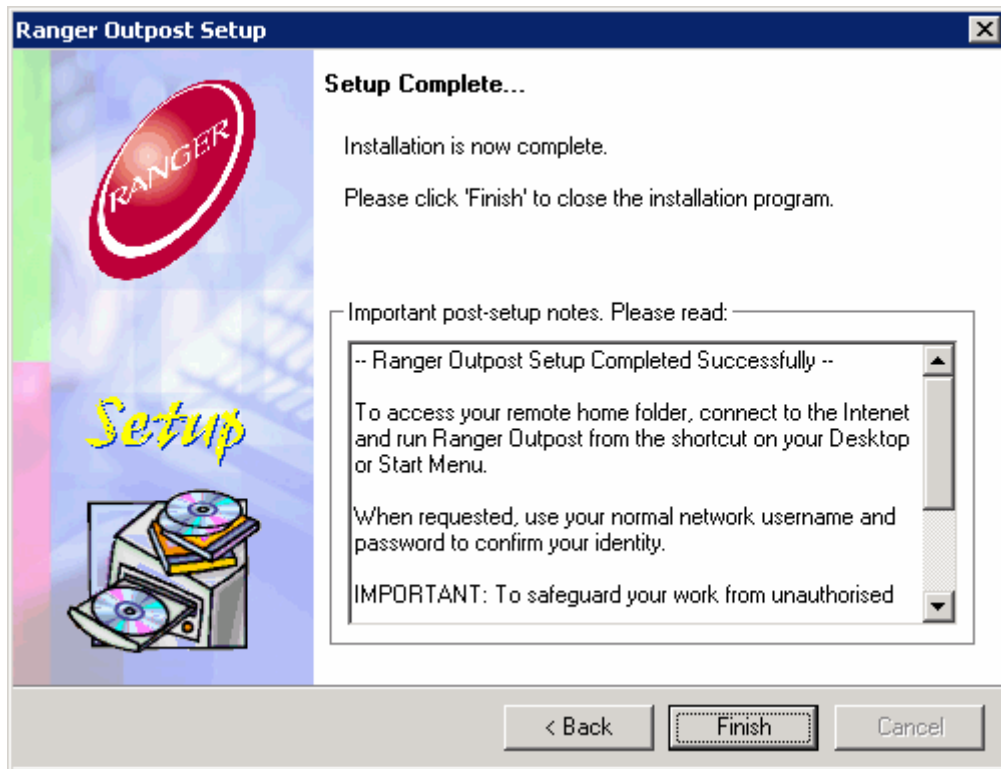 Ranger Outpost Setup
RANGER
Setup
Setup Complete...
Installation is now complete.
Please click 'Finish' to close the installation program.
Important post-setup notes. Please read:
-- Ranger Outpost Setup Completed Successfully --
To access your remote home folder, connect to the Intenet
and run Ranger Outpost from the shortcut on your Desktop
or Start Menu.
When requested, use your normal network username and
password to confirm your identity.
IMPORTANT: To safeguard your work from unauthorised
< Back
Finish
Cancel